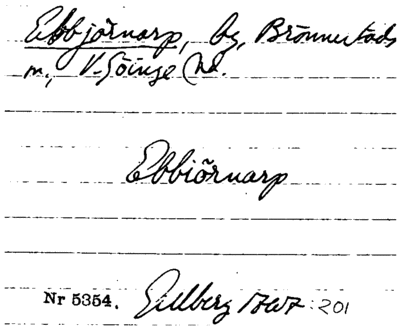 Ebbjörnarp, by, Brönnestads
m., V. Göinge hd.
Ebbiörnarp
Nr 5354. Gillberg 1767: 201